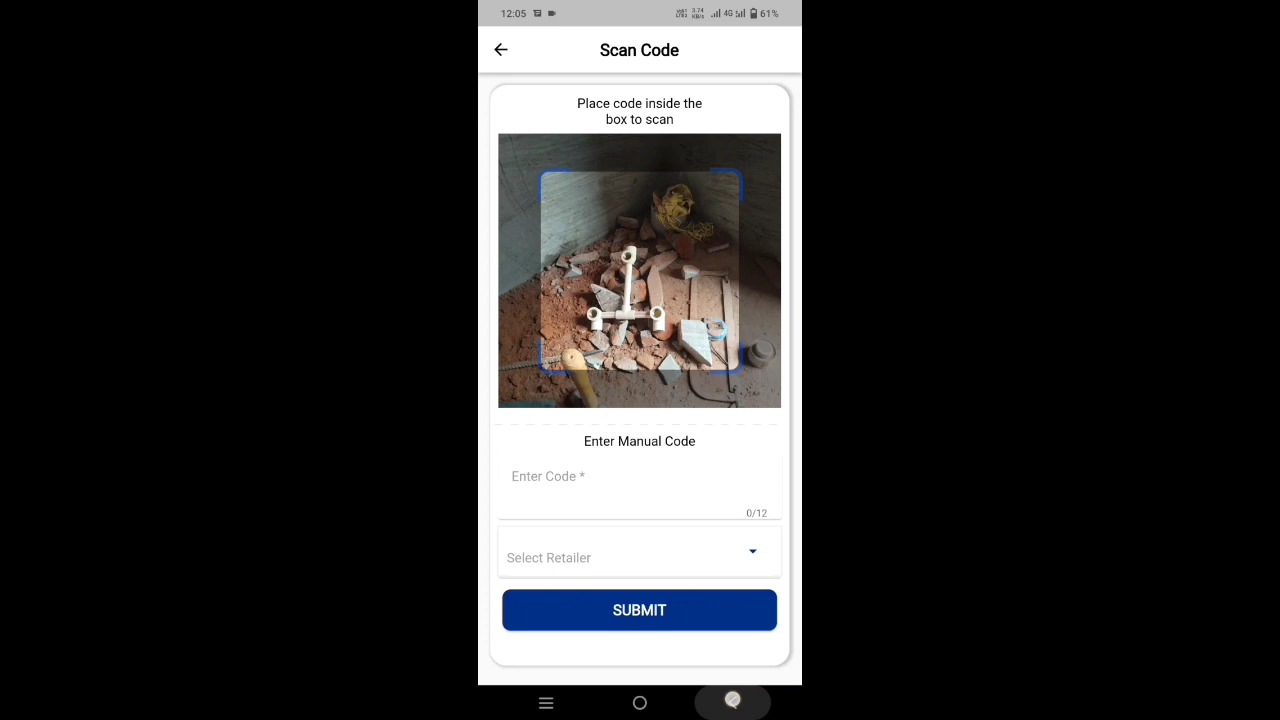 12:05 4G 61%
Scan Code
Place code inside the
box to scan
Enter Manual Code
Enter Code *
0/12
Select Retailer
SUBMIT